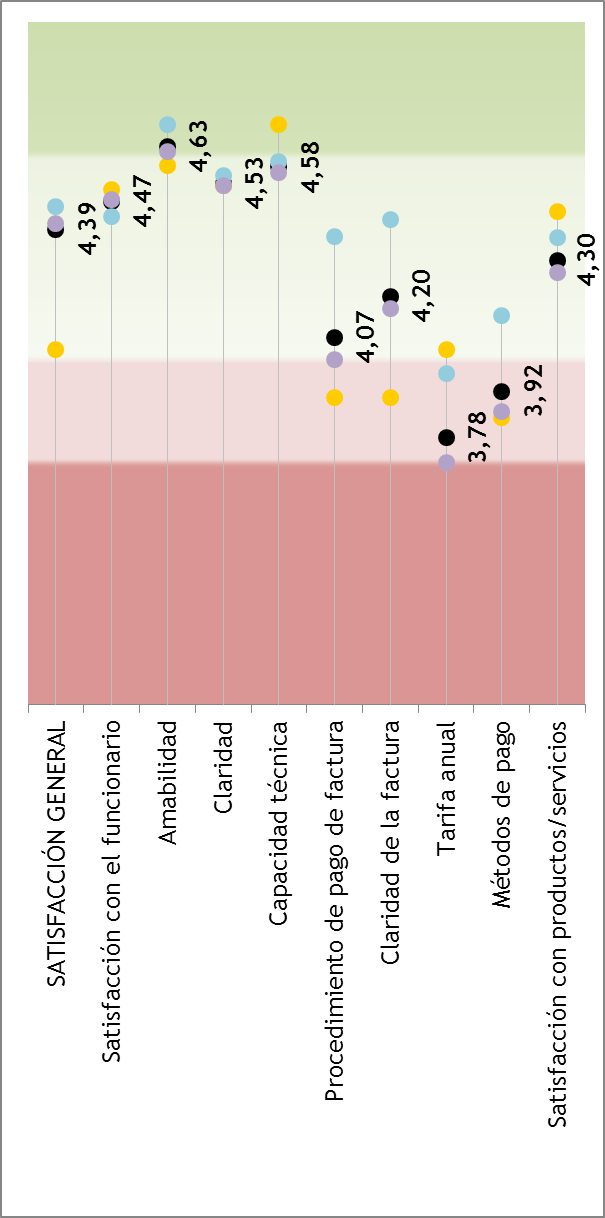 4,39
4,47
4,63
4,53
4,58
4,07
4,20
3,78
3,92
4,30
SATISFACCIÓN GENERAL
Satisfacción con el funcionario
Amabilidad
Claridad
Capacidad técnica
Procedimiento de pago de factura
Claridad de la factura
Tarifa anual
Métodos de pago
Satisfacción con productos/servicios